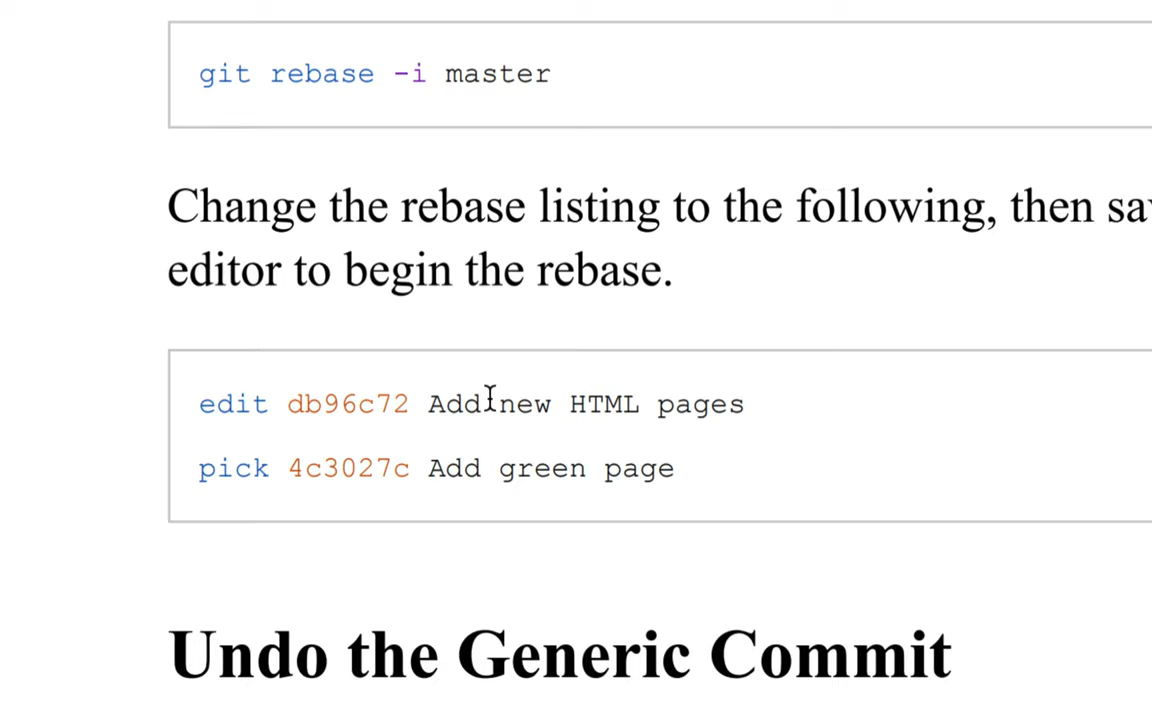 git rebase -i master
Change the rebase listing to the following, then
editor to begin the rebase.
edit db96c72 Add new HTML pages
pick 4c3027c Add green page
Undo the Generic Commit